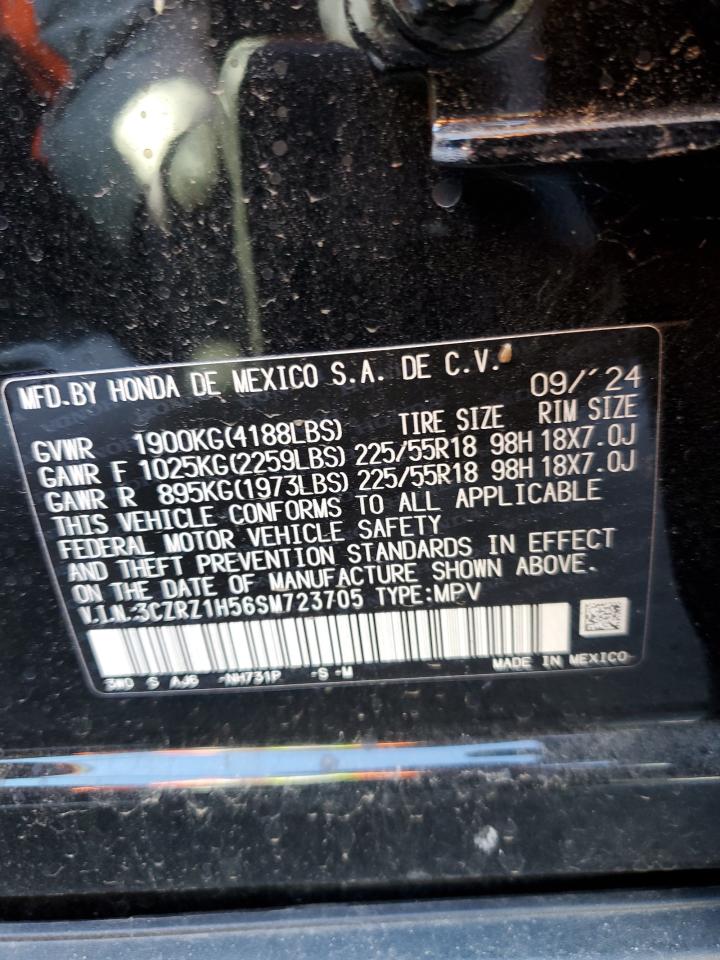 MFD.BY HONDA DE MEXICO S.A. DE C.V. 09/'24
GVWR 1900KG(4188LBS) TIRE SIZE RIM SIZE
GAWR F 1025KG(2259LBS) 225/55R18 98H 18X7.0J
GAWR R 895KG(1973LBS) 225/55R18 98H 18X7.0J
THIS VEHICLE CONFORMS TO ALL APPLICABLE
FEDERAL MOTOR VEHICLE SAFETY
AND THEFT PREVENTION STANDARDS IN EFFECT
ON THE DATE OF MANUFACTURE SHOWN ABOVE.
V.I.N:3CZRZ1H56SM723705 TYPE:MPV
3W0 S AJB -NH731P -S -M MADE IN MEXICO